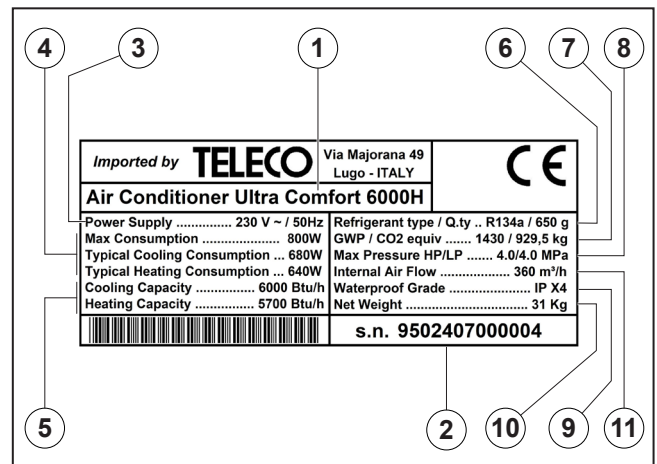 4 3 1 6 7 8
Imported by TELECO Via Majorana 49
Lugo - ITALY
CE
Air Conditioner Ultra Comfort 6000H
Power Supply ............... 230 V ~ / 50Hz
Max Consumption .................... 800W
Typical Cooling Consumption ... 680W
Typical Heating Consumption ... 640W
Cooling Capacity ................ 6000 Btu/h
Heating Capacity ............... 5700 Btu/h
Refrigerant type / Q.ty .. R134a / 650 g
GWP / CO2 equiv ....... 1430 / 929,5 kg
Max Pressure HP/LP ....... 4.0/4.0 MPa
Internal Air Flow .................. 360 m³/h
Waterproof Grade .................... IP X4
Net Weight ............................ 31 Kg
s.n. 9502407000004
5 2 10 9 11